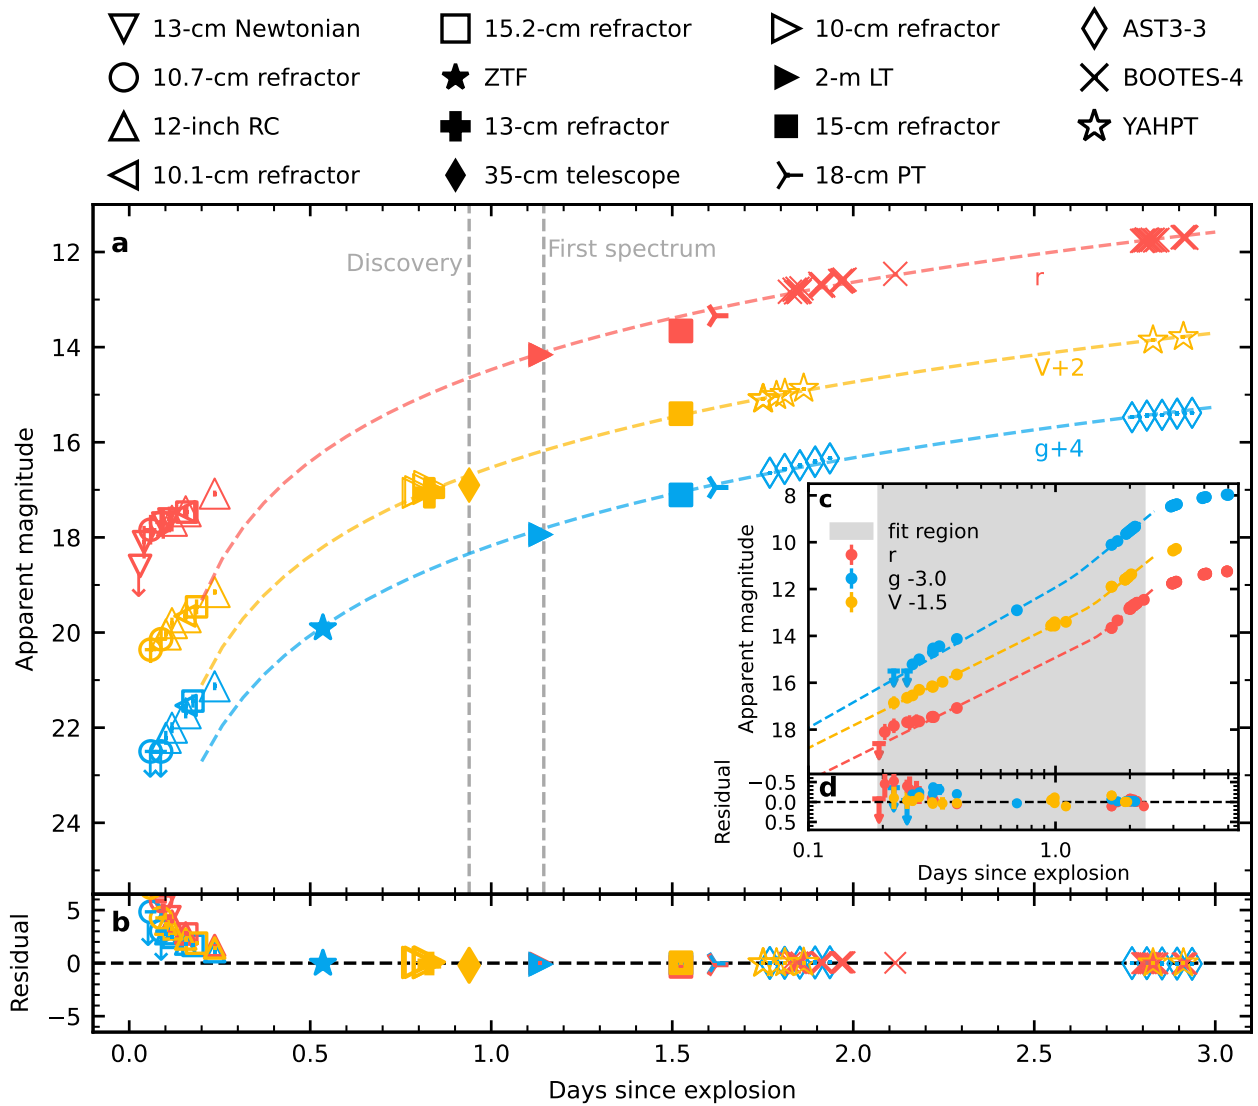 13-cm Newtonian
15.2-cm refractor
10-cm refractor
AST3-3
10.7-cm refractor
ZTF
2-m LT
BOOTES-4
12-inch RC
13-cm refractor
15-cm refractor
YAHPT
10.1-cm refractor
35-cm telescope
18-cm PT
a
Discovery
First spectrum
r
V+2
g+4
12
14
16
18
20
22
24
Apparent magnitude
c
fit region
r
g -3.0
V -1.5
8
10
12
14
16
18
Apparent magnitude
d
−0.5
0.0
0.5
Residual
0.1
1.0
Days since explosion
b
5
0
−5
Residual
0.0
0.5
1.0
1.5
2.0
2.5
3.0
Days since explosion